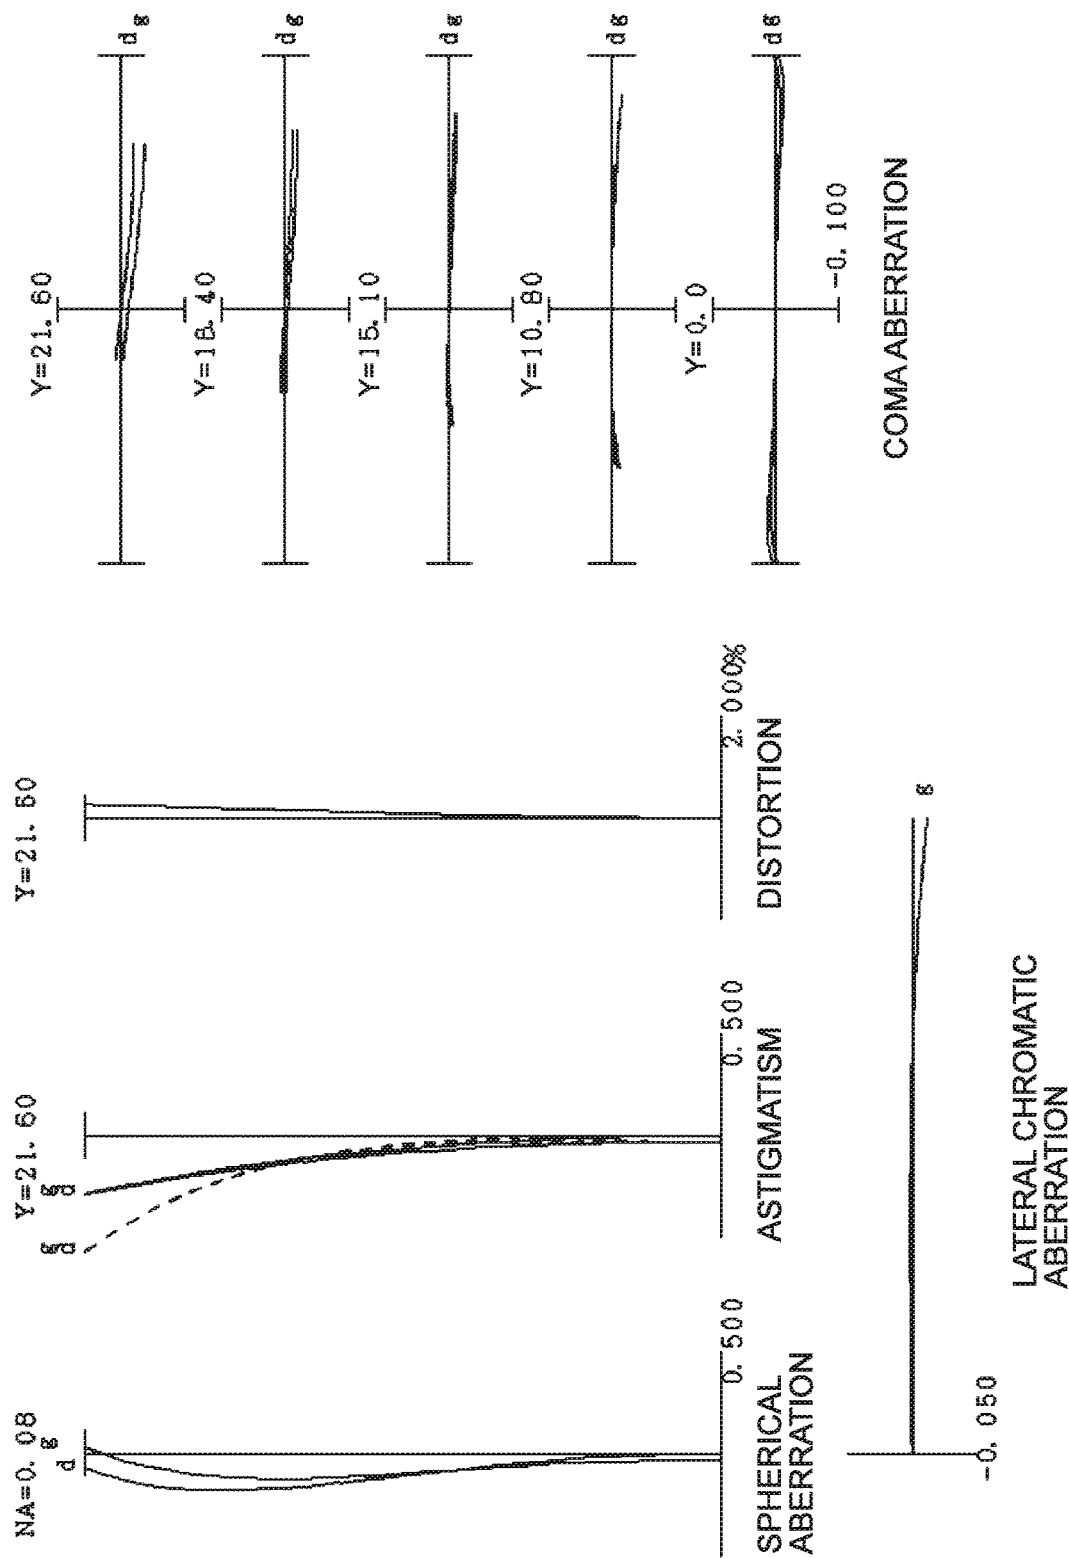 NA=0. 08
d g
0. 500
SPHERICAL
ABERRATION
Y=21. 60
g g
d d
0. 500
ASTIGMATISM
Y=21. 60
2. 000%
DISTORTION
Y=21. 60
d g
Y=18. 40
d g
Y=15. 10
d g
Y=10. 80
d g
Y=0. 0
d g
-0. 100
COMA ABERRATION
g
-0. 050
LATERAL CHROMATIC
ABERRATION